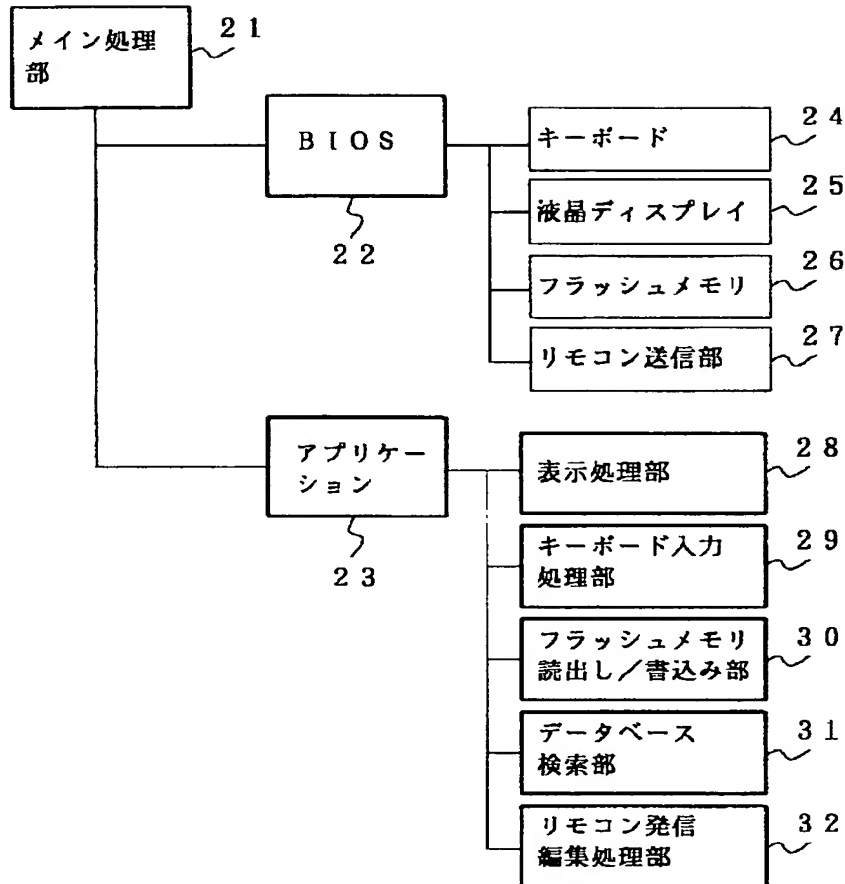 メイン処理
部
21
BIOS
22
キーボード
24
液晶ディスプレイ
25
フラッシュメモリ
26
リモコン送信部
27
アプリケー
ション
23
表示処理部
28
キーボード入力
処理部
29
フラッシュメモリ
読出し/書込み部
30
データベース
検索部
31
リモコン発信
編集処理部
32